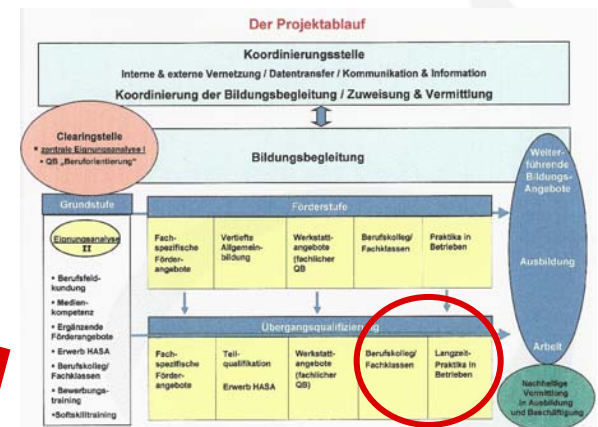 Der Projektablauf
Koordinierungsstelle
Interne & externe Vernetzung / Datentransfer / Kommunikation & Information
Koordinierung der Bildungsbegleitung / Zuweisung & Vermittlung
Clearingstelle
• zentrale Eignungsanalyse I
• QB „Beruforientierung“
Bildungsbegleitung
Weiter-
führende
Bildungs-
Angebote
Ausbildung
Arbeit
Grundstufe
Eignungsanalyse
II
• Berufsfeld-
kundung
• Medien-
kompetenz
• Ergänzende
Förderangebote
• Erwerb HASA
• Berufskolleg/
Fachklassen
• Bewerbungs-
training
•Softskilltraining
Förderstufe
Fach-
spezifische
Förder-
angebote
Vertiefte
Allgemein-
bildung
Werkstatt-
angebote
(fachlicher
QB)
Berufskolleg/
Fachklassen
Praktika in
Betrieben
Übergangsqualifizierung
Fach-
spezifische
Förder-
angebote
Teil-
qualifikation
Erwerb HASA
Werkstatt-
angebote
(fachlicher
QB)
Berufskolleg/
Fachklassen
Langzeit-
Praktika in
Betrieben
Nachhaltige
Vermittlung
in Ausbildung
und Beschäftigung